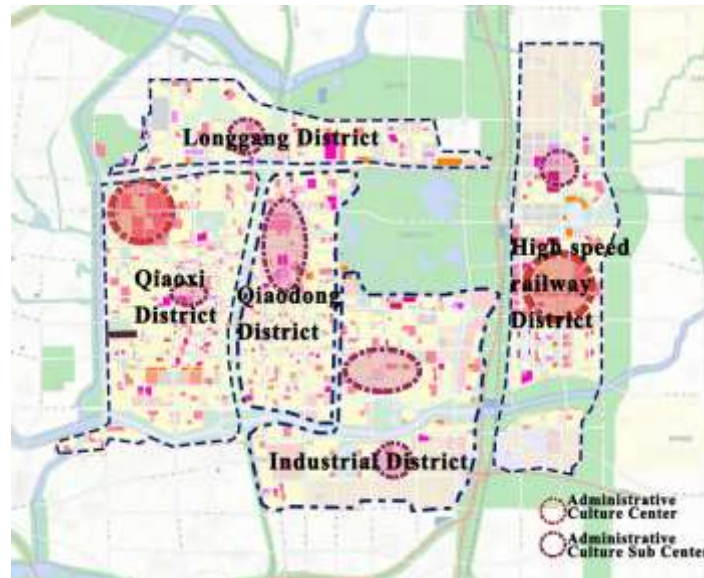 Longgang District
Qiaoxi
District
Qiaodong
District
High speed
railway
District
Industrial District
Administrative
Culture Center
Administrative
Culture Sub Center